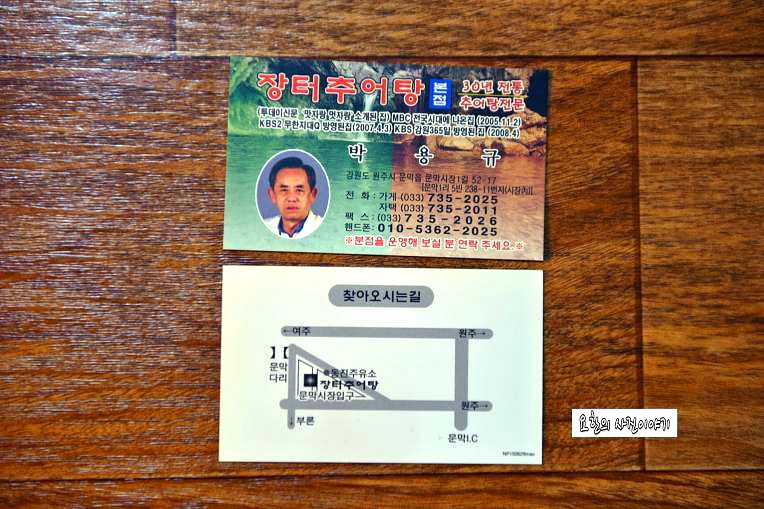 장터추어탕 본점 30년 전통
추어탕전문
(투데이신문 맛자랑멋자랑 소개된 집) MBC 전국시대에 나온집 (2005.11.2)
KBS2 무한지대Q 방영된집(2007.4.3) KBS 강원365일 방영된 집 (2008.4)
박 용 규
강원도 원주시 문막읍 문막시장1길 52-17
[문막1리 5반 238-11번지(시장內)]
전 화 : 가게 (033) 735-2025
자택 (033) 735-2011
팩 스 : (033) 735-2026
핸드폰: 010-5362-2025
※분점을 운영해 보실 분 연락 주세요※
찾아오시는길
←여주
원주→
문막
다리
동진주유소
장터추어탕
문막시장입구
원주→
↓부론
문막I.C
요한의 사진이야기